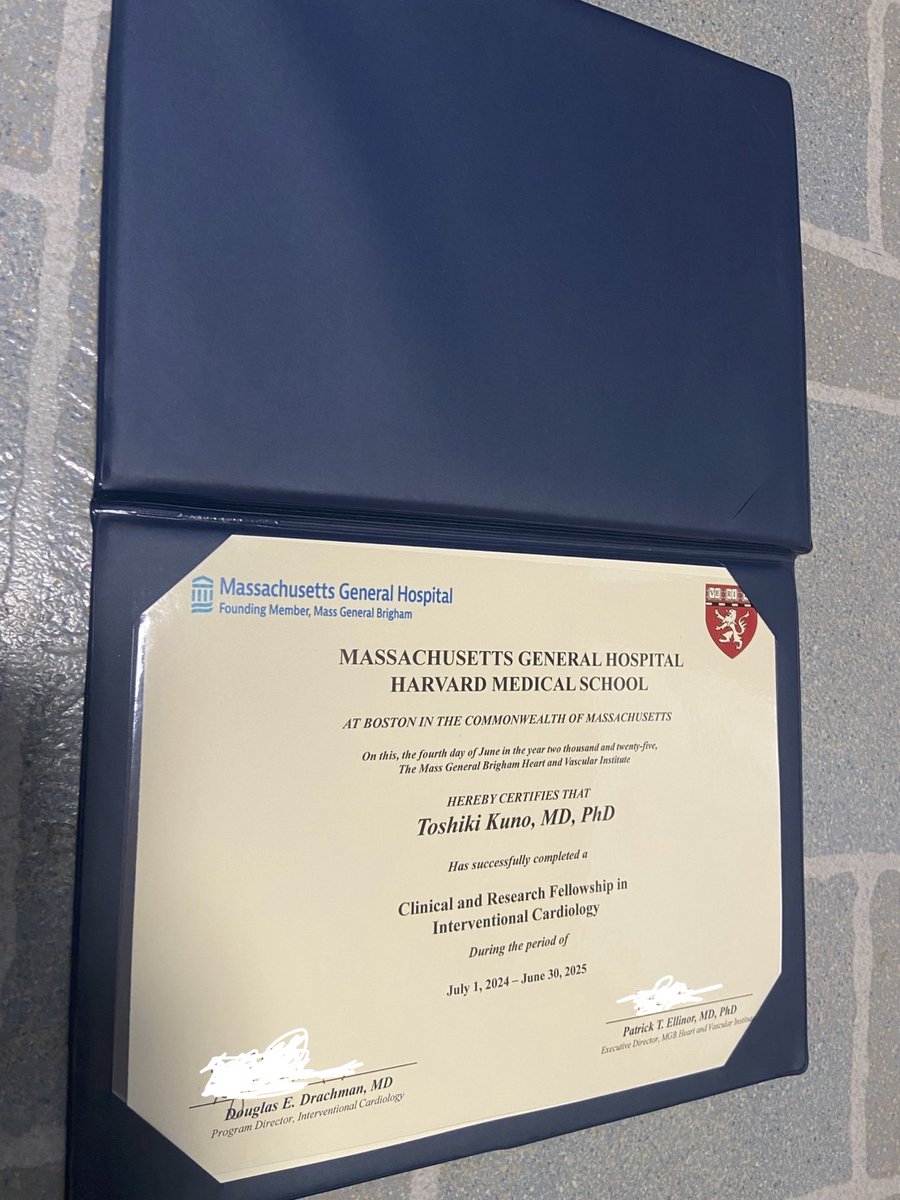 Massachusetts General Hospital
Founding Member, Mass General Brigham
VE RI
MASSACHUSETTS GENERAL HOSPITAL
HARVARD MEDICAL SCHOOL
AT BOSTON IN THE COMMONWEALTH OF MASSACHUSETTS
On this, the fourth day of June in the year two thousand and twenty-five,
The Mass General Brigham Heart and Vascular Institute
HEREBY CERTIFIES THAT
Toshiki Kuno, MD, PhD
Has successfully completed a
Clinical and Research Fellowship in
Interventional Cardiology
During the period of
July 1, 2024 – June 30, 2025
Patrick T. Ellinor, MD, PhD
Executive Director, MGB Heart and Vascular
Douglas E. Drachman, MD
Program Director, Interventional Cardiology